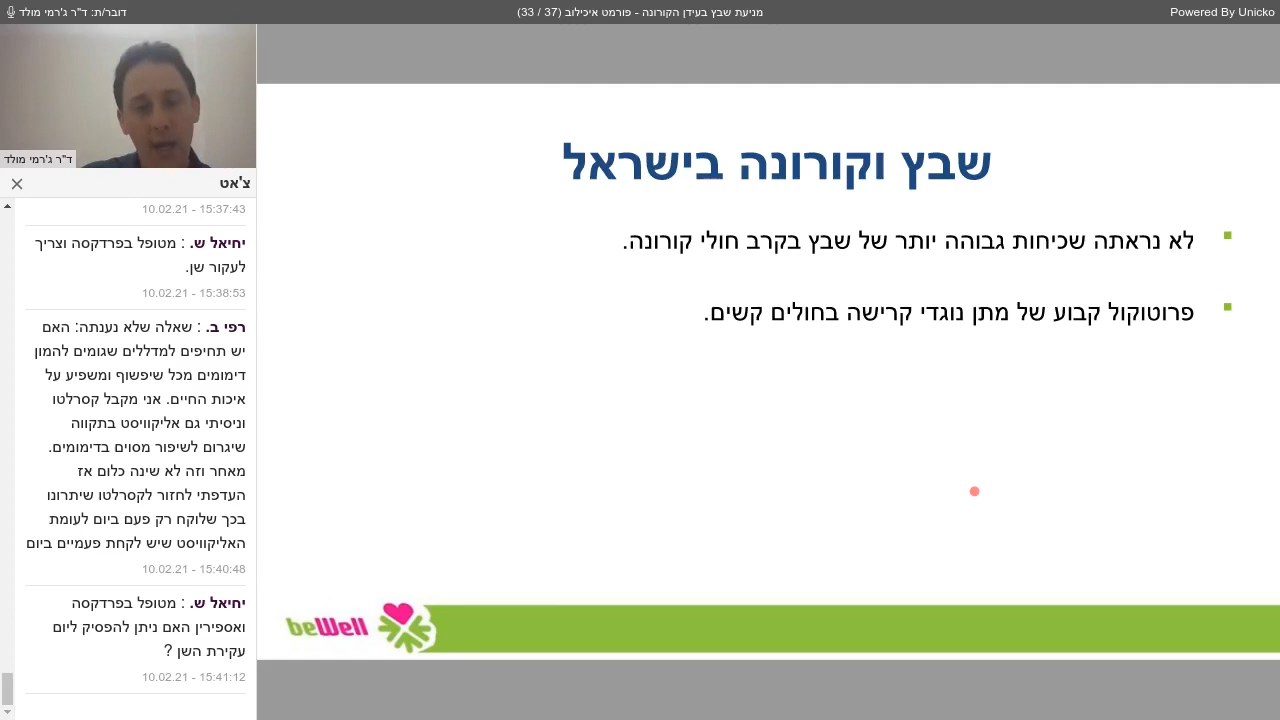 דובר/ת: ד"ר ג'רמי מולד
מניעת שבץ בעידן הקורונה - פורמט איכילוב (37 / 33)
Powered By Unicko
ד"ר ג'רמי מולד
צ'אט
10.02.21 - 15:37:43
יחיאל ש. : מטופל בפרדקסה וצריך
לעקור שן.
10.02.21 - 15:38:53
רפי ב. : שאלה שלא נענתה: האם
יש תחיפים למדללים שגומים להמון
דימומים מכל שיפשוף ומשפיע על
איכות החיים. אני מקבל קסרלטו
וניסיתי גם אליקוויסט בתקווה
שיגרום לשיפור מסוים בדימומים.
מאחר וזה לא שינה כלום אז
העדפתי לחזור לקסרלטו שיתרונו
בכך שלוקח רק פעם ביום לעומת
האליקוויסט שיש לקחת פעמיים ביום
10.02.21 - 15:40:48
יחיאל ש. : מטופל בפרדקסה
ואספירין האם ניתן להפסיק ליום
עקירת השן ?
10.02.21 - 15:41:12
שבץ וקורונה בישראל
לא נראתה שכיחות גבוהה יותר של שבץ בקרב חולי קורונה.
פרוטוקול קבוע של מתן נוגדי קרישה בחולים קשים.
beWell